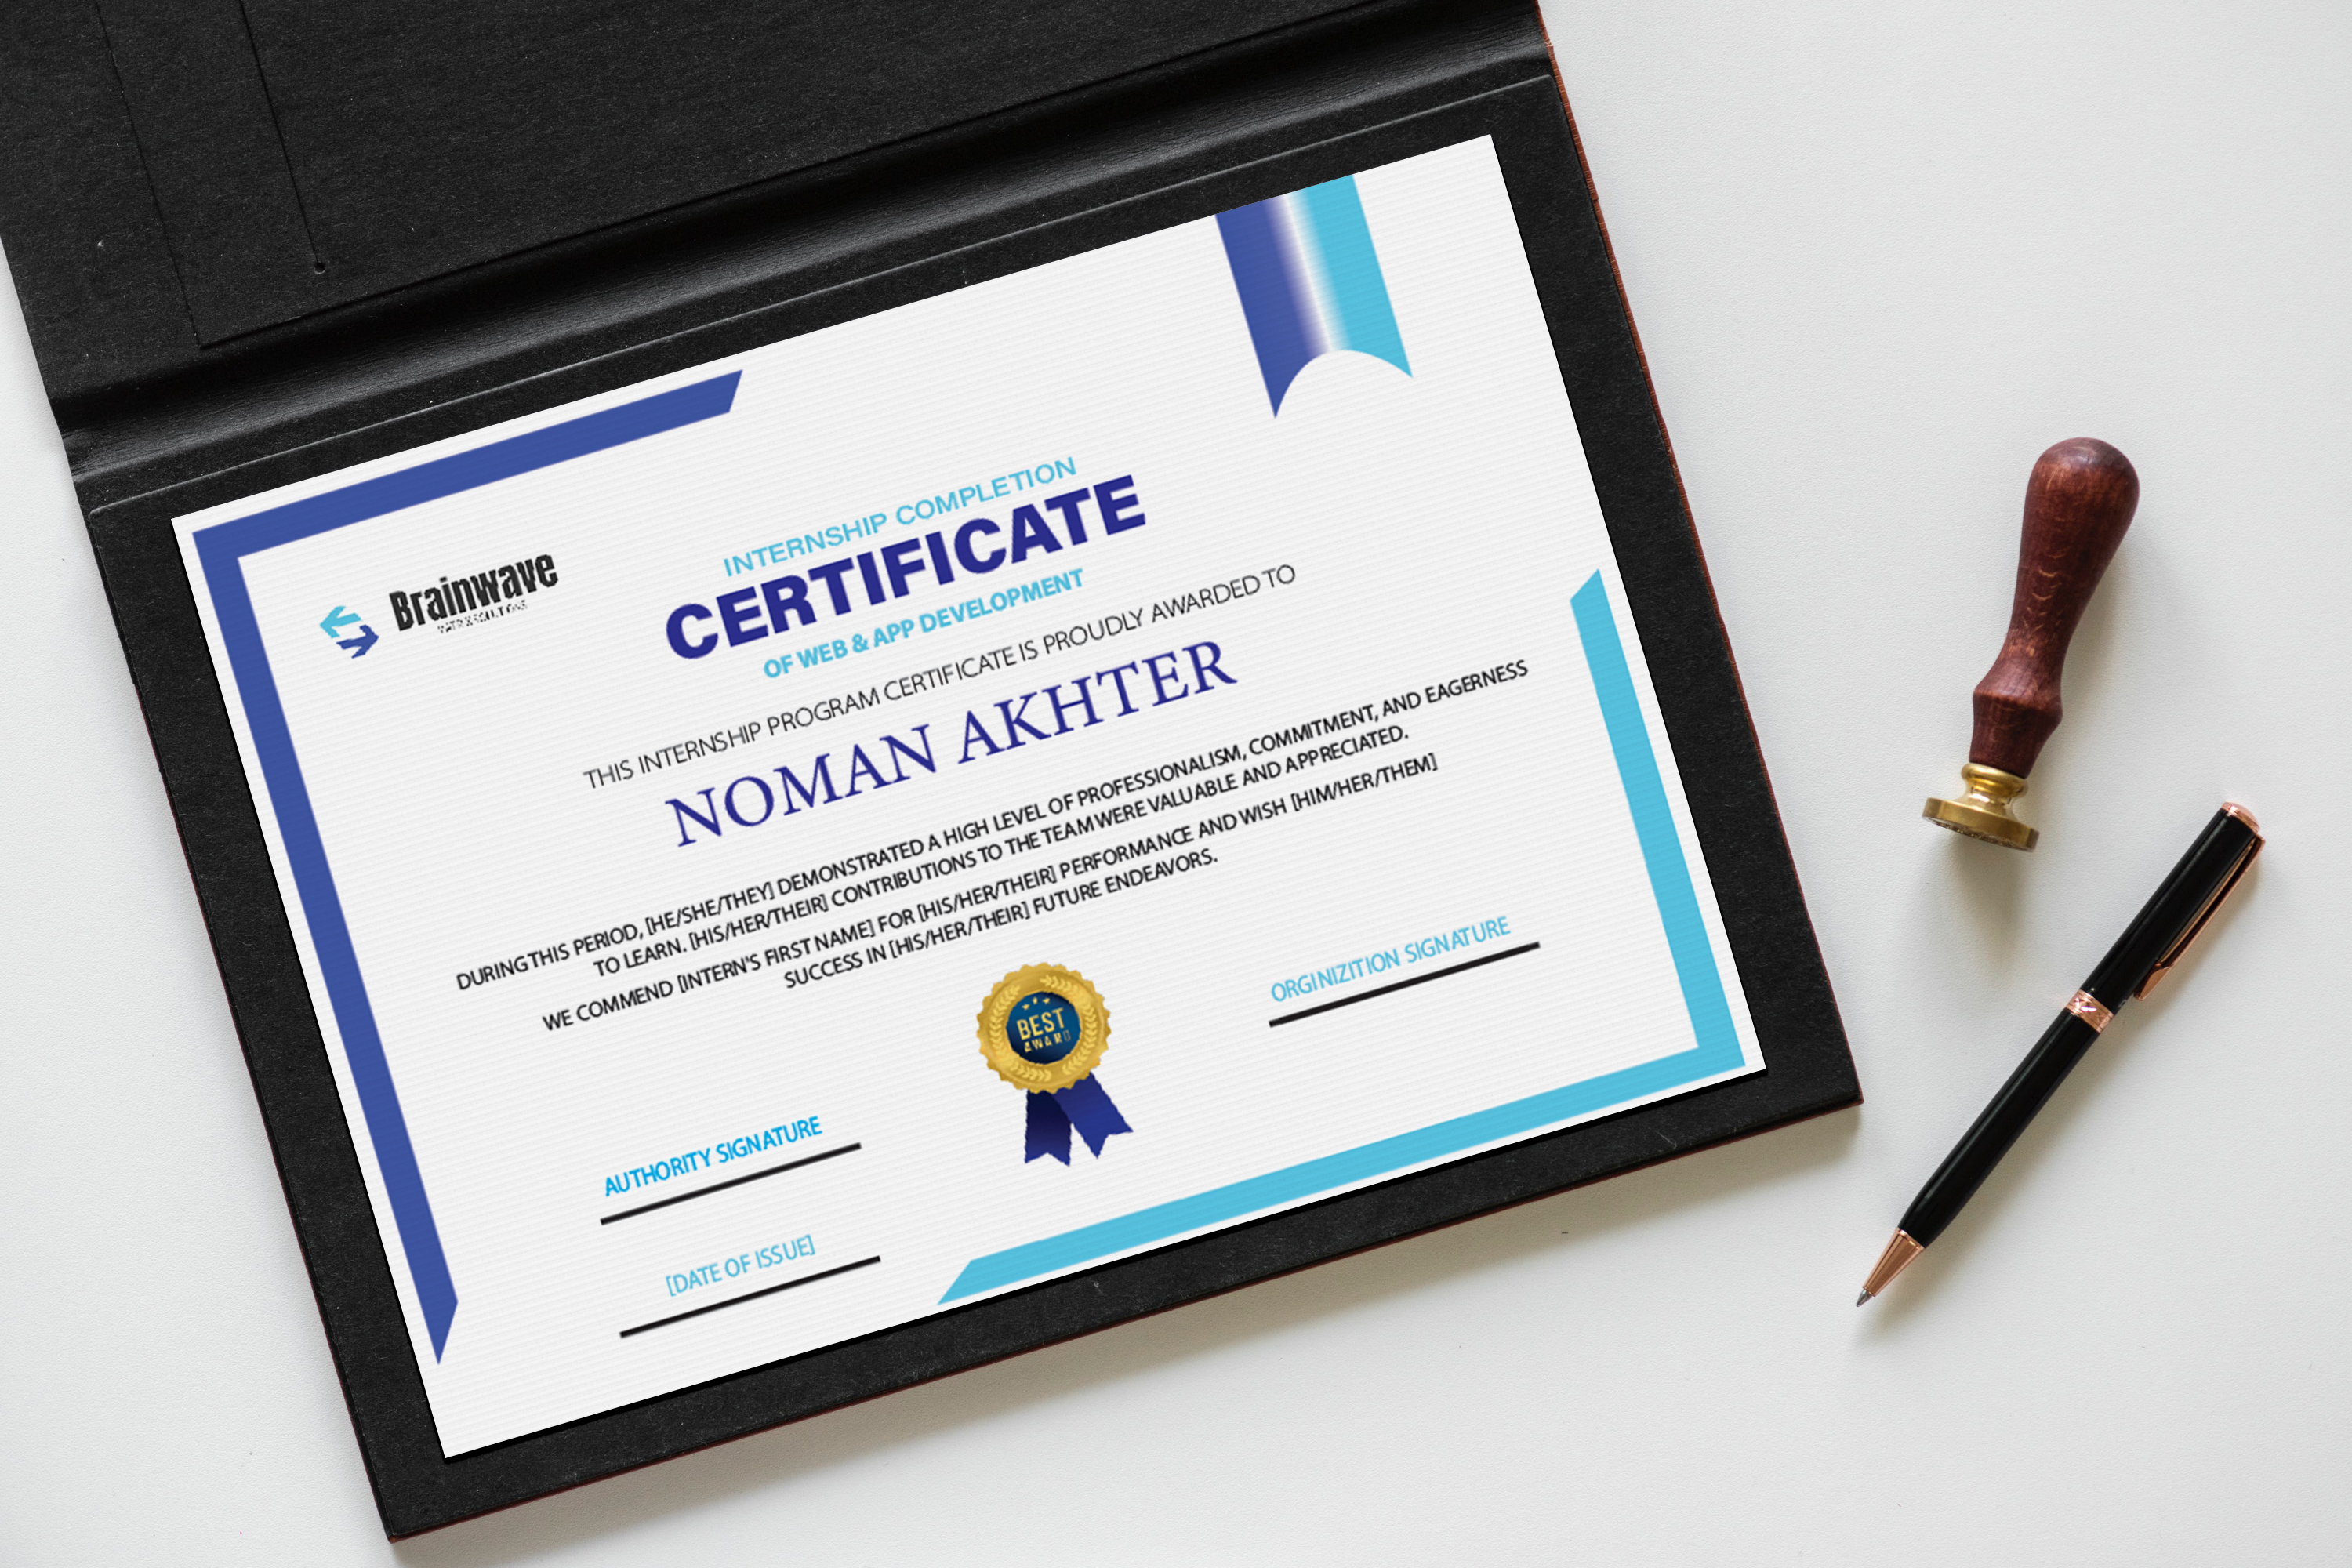 Brainwave
INTERNSHIP COMPLETION
CERTIFICATE
OF WEB & APP DEVELOPMENT
THIS INTERNSHIP PROGRAM CERTIFICATE IS PROUDLY AWARDED TO
NOMAN AKHTER
DURING THIS PERIOD, [HE/SHE/THEY] DEMONSTRATED A HIGH LEVEL OF PROFESSIONALISM, COMMITMENT, AND EAGERNESS
TO LEARN. [HIS/HER/THEIR] CONTRIBUTIONS TO THE TEAM WERE VALUABLE AND APPRECIATED.
WE COMMEND [INTERN'S FIRST NAME] FOR [HIS/HER/THEIR] PERFORMANCE AND WISH [HIM/HER/THEM]
SUCCESS IN [HIS/HER/THEIR] FUTURE ENDEAVORS.
BEST
AWARD
ORGINIZITION SIGNATURE
AUTHORITY SIGNATURE
[DATE OF ISSUE]